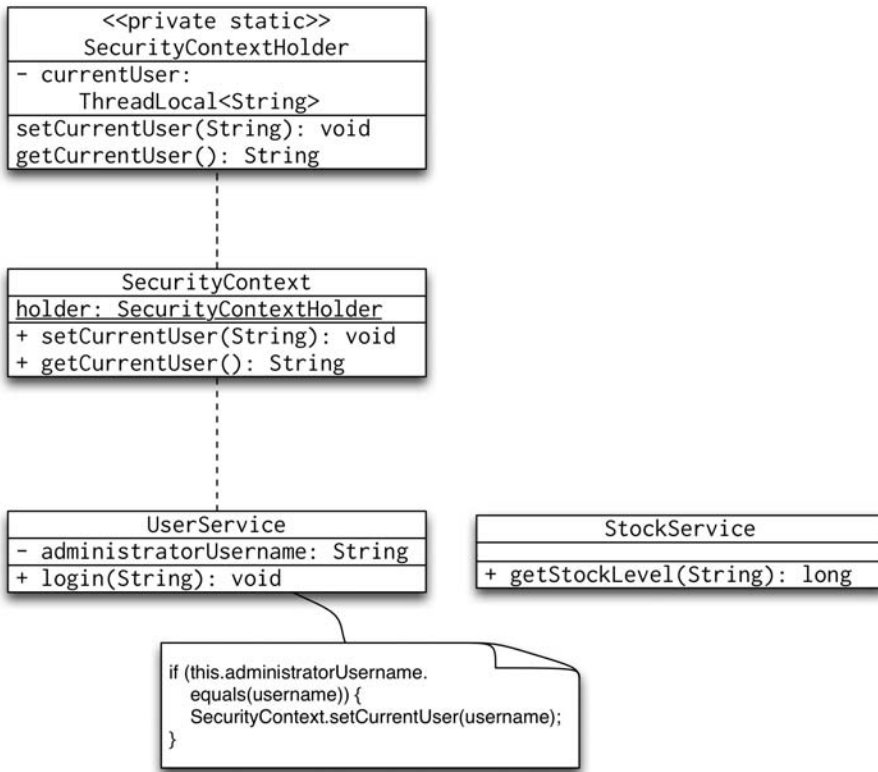 <<private static>>
SecurityContextHolder
- currentUser:
ThreadLocal<String>
setCurrentUser(String): void
getCurrentUser(): String
SecurityContext
holder: SecurityContextHolder
+ setCurrentUser(String): void
+ getCurrentUser(): String
UserService
- administratorUsername: String
+ login(String): void
StockService
+ getStockLevel(String): long
if (this.administratorUsername.
equals(username)) {
SecurityContext.setCurrentUser(username);
}